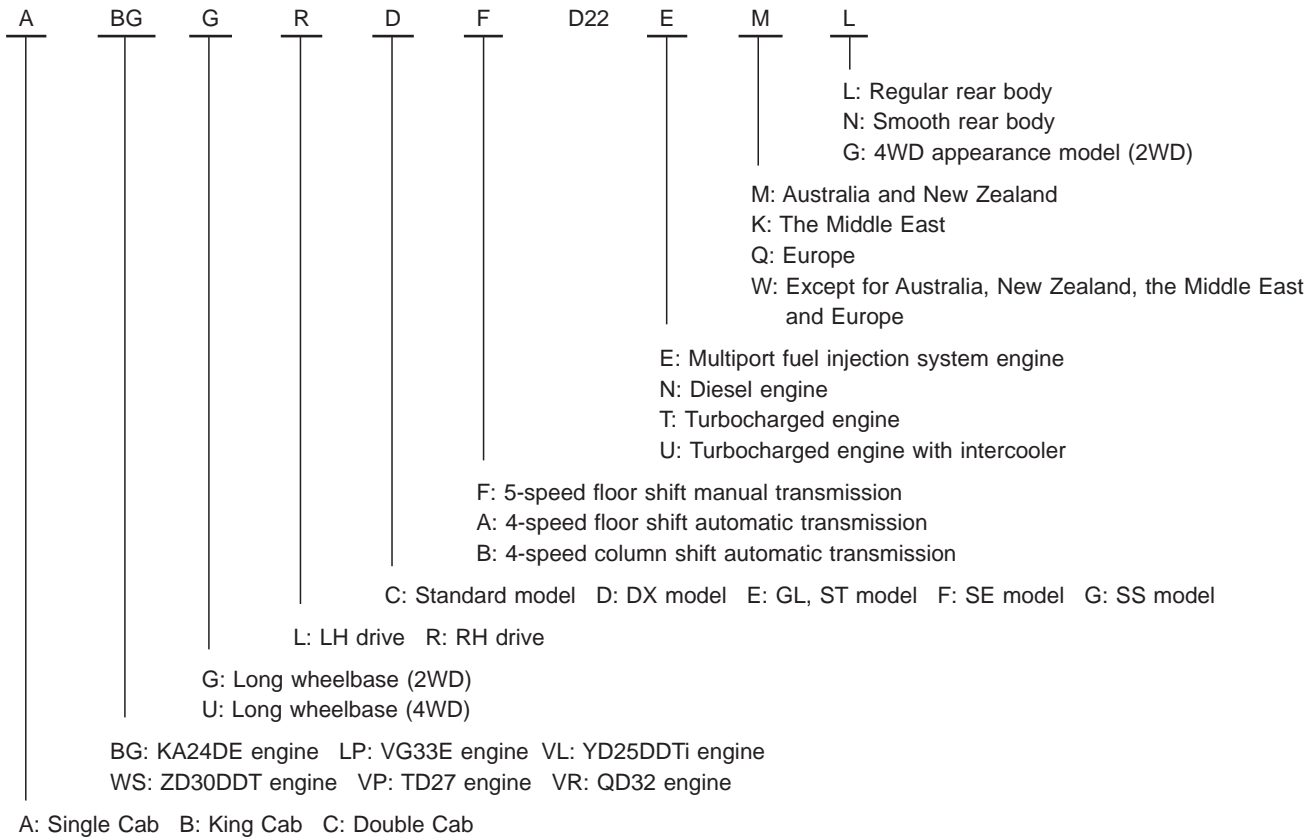 A BG G R D F D22 E M L
L: Regular rear body
N: Smooth rear body
G: 4WD appearance model (2WD)
M: Australia and New Zealand
K: The Middle East
Q: Europe
W: Except for Australia, New Zealand, the Middle East
and Europe
E: Multiport fuel injection system engine
N: Diesel engine
T: Turbocharged engine
U: Turbocharged engine with intercooler
F: 5-speed floor shift manual transmission
A: 4-speed floor shift automatic transmission
B: 4-speed column shift automatic transmission
C: Standard model D: DX model E: GL, ST model F: SE model G: SS model
L: LH drive R: RH drive
G: Long wheelbase (2WD)
U: Long wheelbase (4WD)
BG: KA24DE engine LP: VG33E engine VL: YD25DDTi engine
WS: ZD30DDT engine VP: TD27 engine VR: QD32 engine
A: Single Cab B: King Cab C: Double Cab